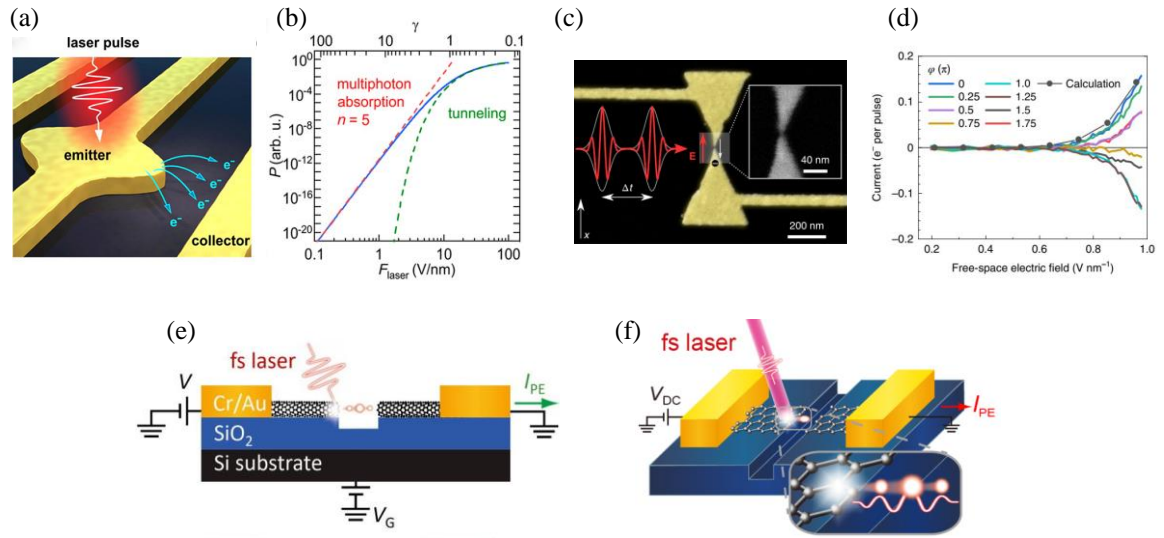 (a)
laser pulse
emitter
e⁻
e⁻
e⁻
e⁻
collector
(b)
γ
100 10 1 0.1
10⁰
10⁻⁴
10⁻⁸
10⁻¹²
10⁻¹⁶
10⁻²⁰
P (arb. u.)
multiphoton
absorption
n = 5
tunneling
0.1 1 10 100
F_laser (V/nm)
(c)
E
Δt
x
40 nm
200 nm
(d)
φ (π)
0 1.0 Calculation
0.25 1.25
0.5 1.5
0.75 1.75
0.2
0.1
0
−0.1
−0.2
Current (e⁻ per pulse)
0.2 0.4 0.6 0.8 1.0
Free-space electric field (V nm⁻¹)
(e)
fs laser
V
I_PE
Cr/Au
SiO₂
Si substrate
V_G
(f)
fs laser
V_DC
I_PE